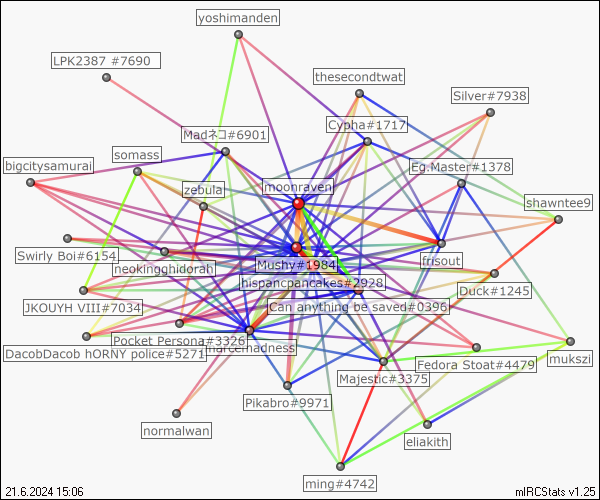 yoshimanden
LPK2387 #7690
thesecondtwat
Silver#7938
Cypha#1717
Madネコ#6901
somass
bigcitysamurai
Eg.Master#1378
moonraven
zebula
shawntee9
Swirly Boi#6154
neokingghidorah
frisout
Mushy#1984
hispancpancakes#2928
Duck#1245
JKOUYH VIII#7034
Can anything be saved#0396
Pocket Persona#3326
DacobDacob hORNY police#5271
marcelmadness
mukszi
Fedora Stoat#4479
Majestic#3375
Pikabro#9971
normalwan
eliakith
ming#4742
21.6.2024 15:06
mIRCStats v1.25